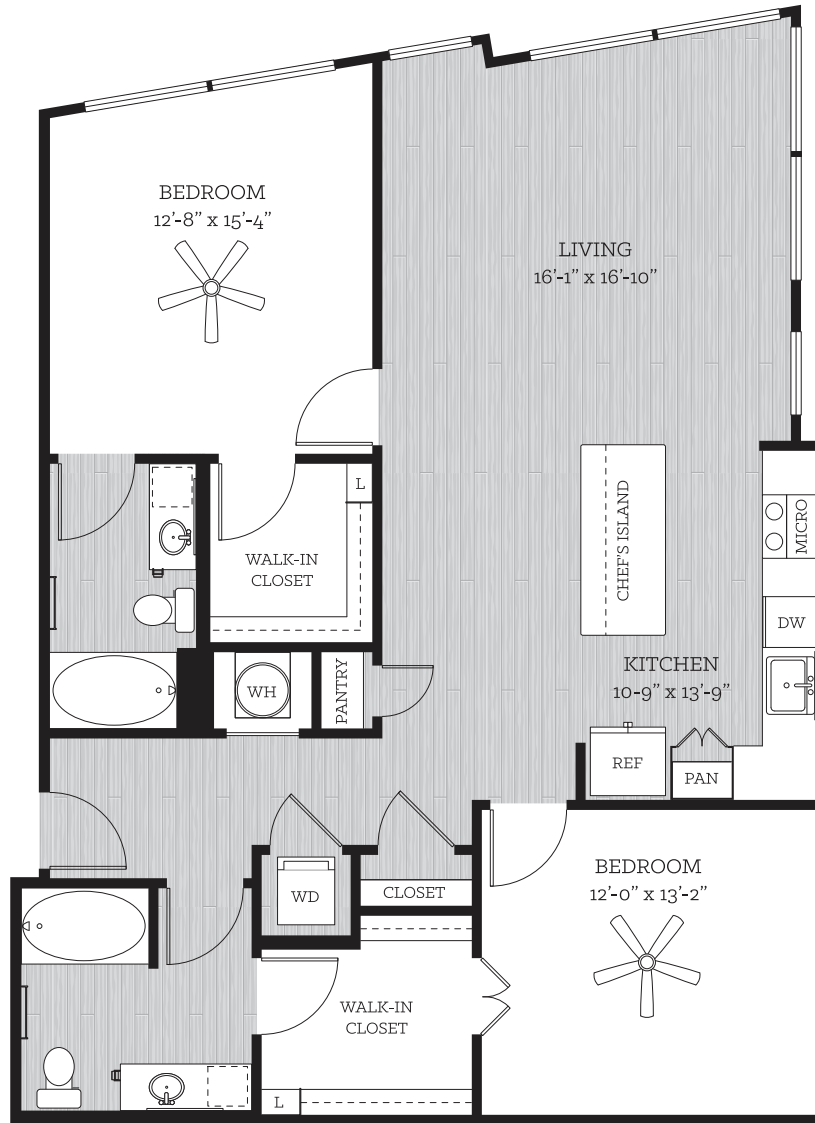 BEDROOM
12'-8” x 15'-4”
LIVING
16'-1” x 16'-10”
L
WALK-IN
CLOSET
CHEF'S ISLAND
MICRO
DW
KITCHEN
10-9” x 13'-9”
WH
PANTRY
REF
PAN
BEDROOM
12'-0” x 13'-2”
WD
CLOSET
WALK-IN
CLOSET
L